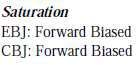 Saturation
EBJ: Forward Biased
CBJ: Forward Biased